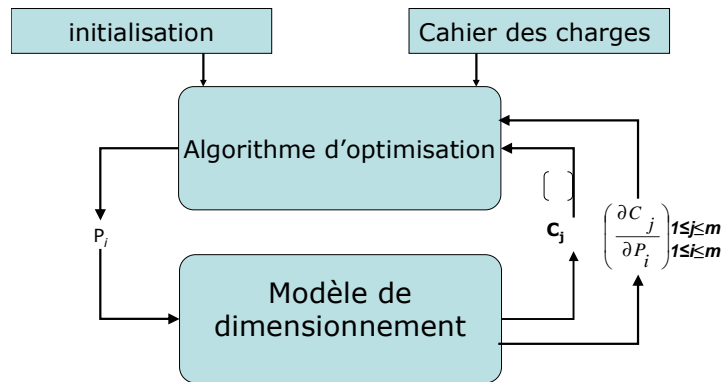 initialisation
Cahier des charges
Algorithme d'optimisation
P_i
C_j
( ∂C_j / ∂P_i ) 1≤j≤m
1≤i≤m
Modèle de
dimensionnement